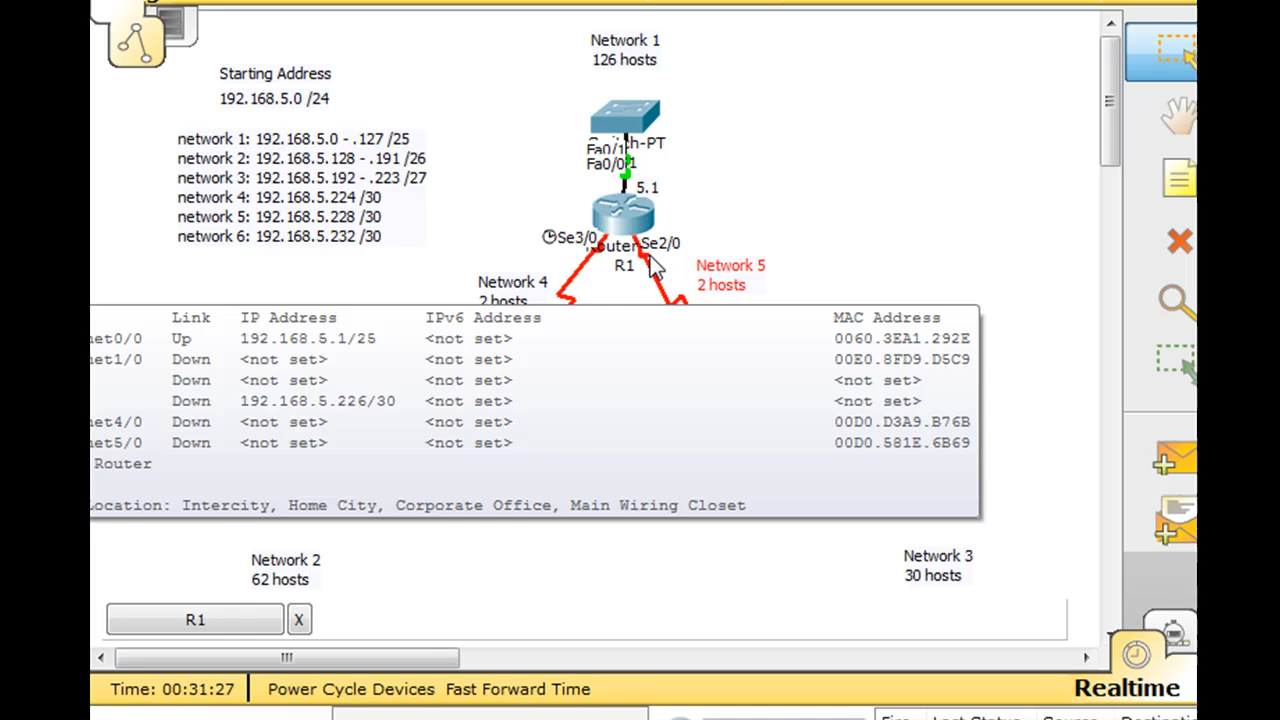 Network 1
126 hosts
Starting Address
192.168.5.0 /24
network 1: 192.168.5.0 - .127 /25
network 2: 192.168.5.128 - .191 /26
network 3: 192.168.5.192 - .223 /27
network 4: 192.168.5.224 /30
network 5: 192.168.5.228 /30
network 6: 192.168.5.232 /30
Fa0/1
Fa0/0
5.1
Se3/0
Se2/0
R1
Network 4
2 hosts
Network 5
2 hosts
Link IP Address IPv6 Address MAC Address
net0/0 Up 192.168.5.1/25 <not set> 0060.3EA1.292E
net1/0 Down <not set> <not set> 00E0.8FD9.D5C9
Down <not set> <not set> <not set>
Down 192.168.5.226/30 <not set> <not set>
net4/0 Down <not set> <not set> 00D0.D3A9.B76B
net5/0 Down <not set> <not set> 00D0.581E.6B69
Router
Location: Intercity, Home City, Corporate Office, Main Wiring Closet
Network 2
62 hosts
Network 3
30 hosts
R1 X
Time: 00:31:27 Power Cycle Devices Fast Forward Time
Realtime